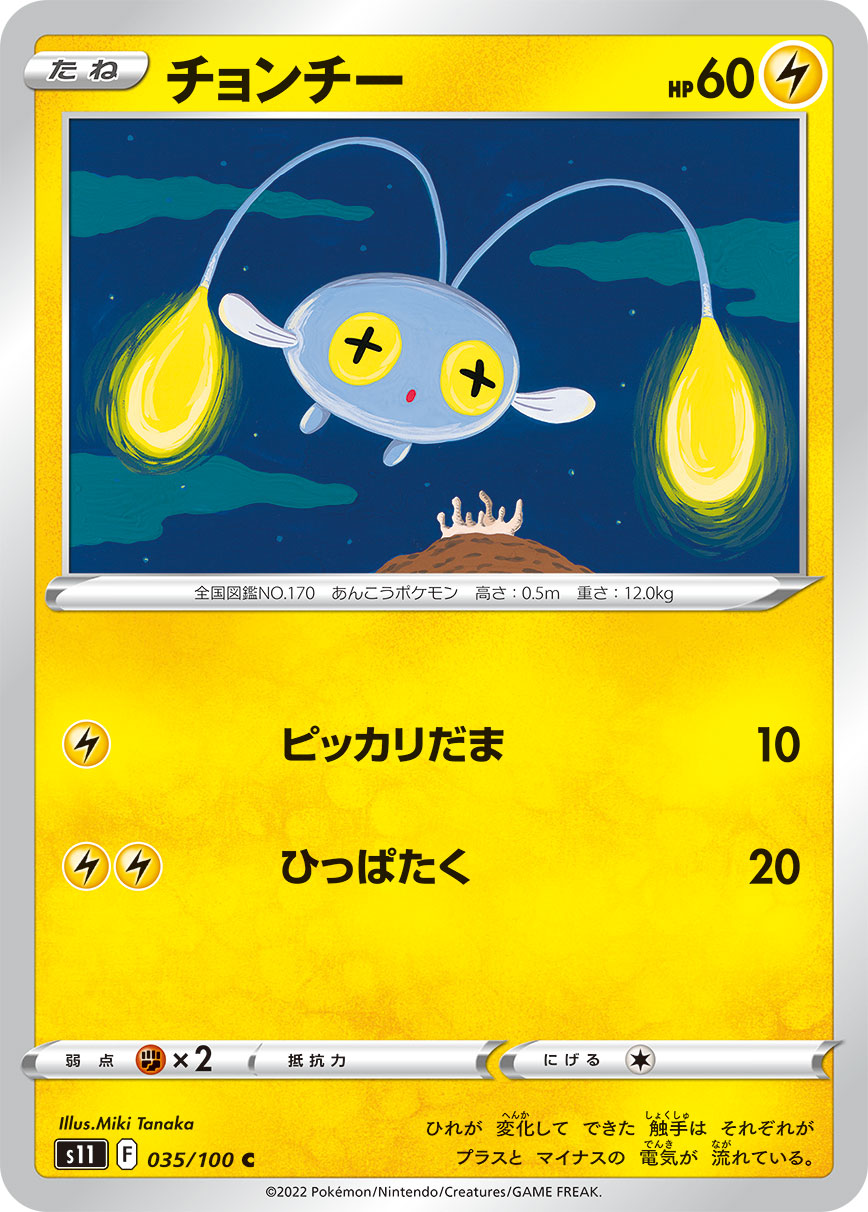 たね チョンチー HP60
全国図鑑NO.170 あんこうポケモン 高さ：0.5m 重さ：12.0kg
ピッカリだま 10
ひっぱたく 20
弱点 ×2 抵抗力 にげる
Illus.Miki Tanaka
s11 F 035/100 C
ひれが 変化して できた 触手は それぞれが
プラスと マイナスの 電気が 流れている。
©2022 Pokémon/Nintendo/Creatures/GAME FREAK.